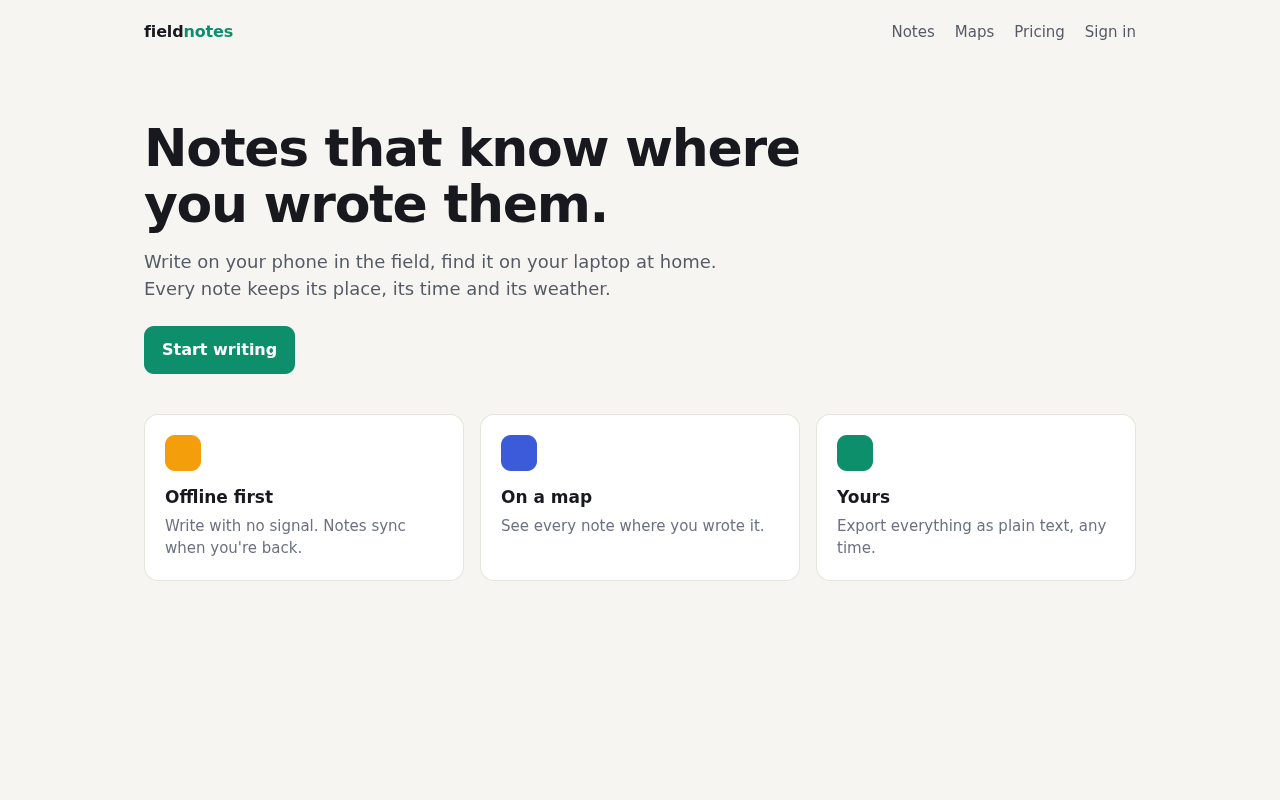 fieldnotes
Notes Maps Pricing Sign in
Notes that know where
you wrote them.
Write on your phone in the field, find it on your laptop at home.
Every note keeps its place, its time and its weather.
Start writing
Offline first
Write with no signal. Notes sync
when you're back.
On a map
See every note where you wrote it.
Yours
Export everything as plain text, any
time.